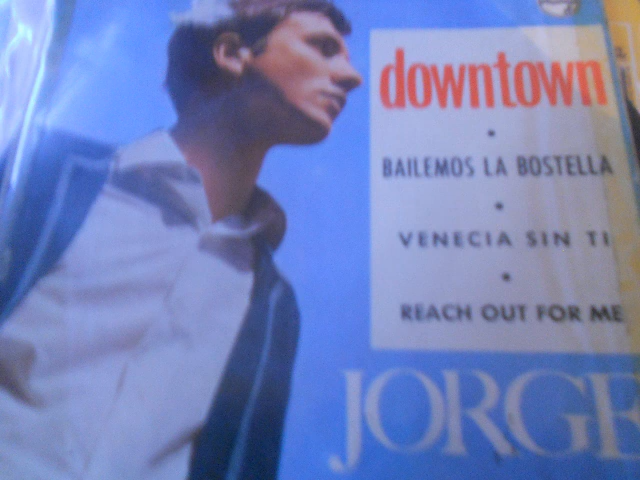 downtown
BAILEMOS LA BOSTELLA
VENECIA SIN TI
REACH OUT FOR ME
JORGE